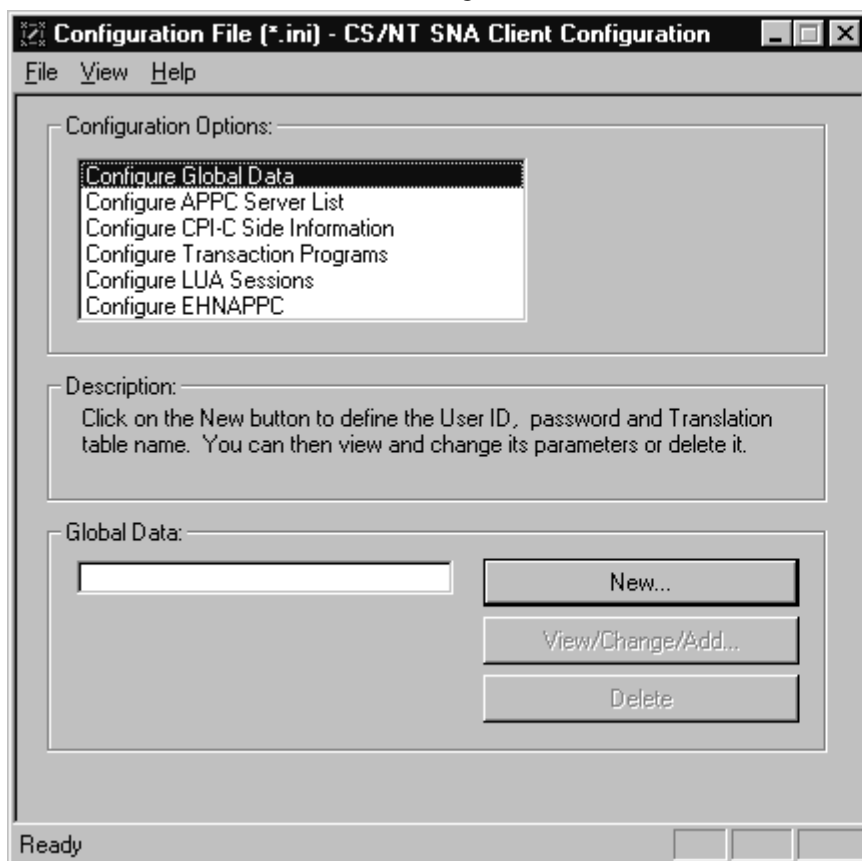 Configuration File (*.ini) - CS/NT SNA Client Configuration
File View Help
Configuration Options:
Configure Global Data
Configure APPC Server List
Configure CPI-C Side Information
Configure Transaction Programs
Configure LUA Sessions
Configure EHNAPPC
Description:
Click on the New button to define the User ID, password and Translation
table name. You can then view and change its parameters or delete it.
Global Data:
New...
View/Change/Add...
Delete
Ready